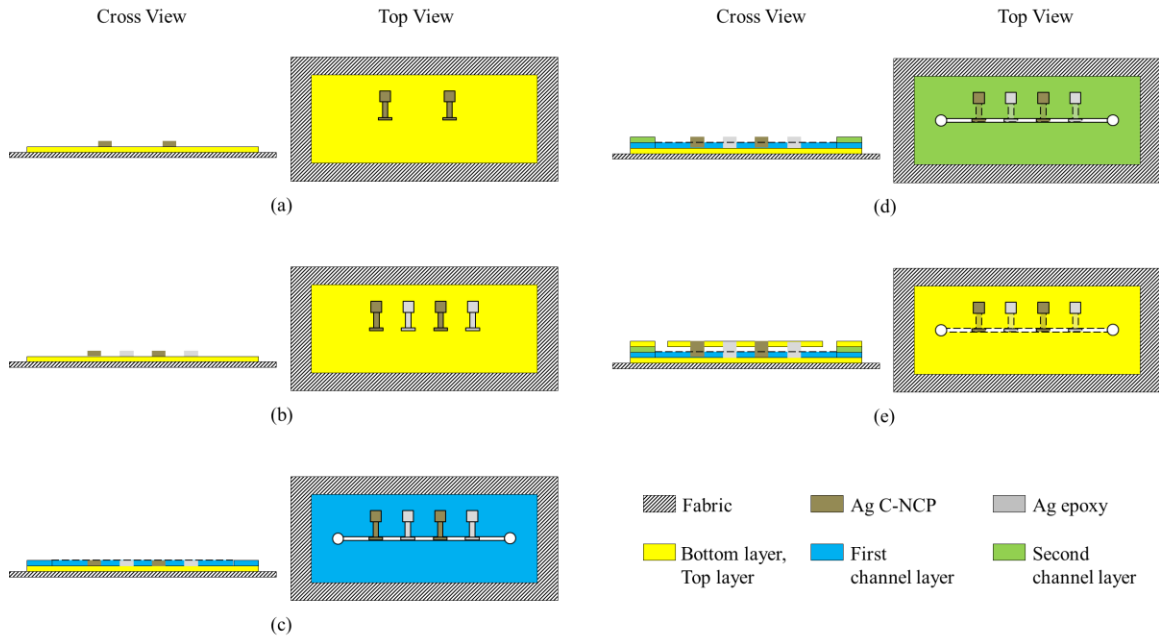 Cross View
Top View
Cross View
Top View
(a)
(d)
(b)
(e)
(c)
Fabric
Ag C-NCP
Ag epoxy
Bottom layer,
Top layer
First
channel layer
Second
channel layer